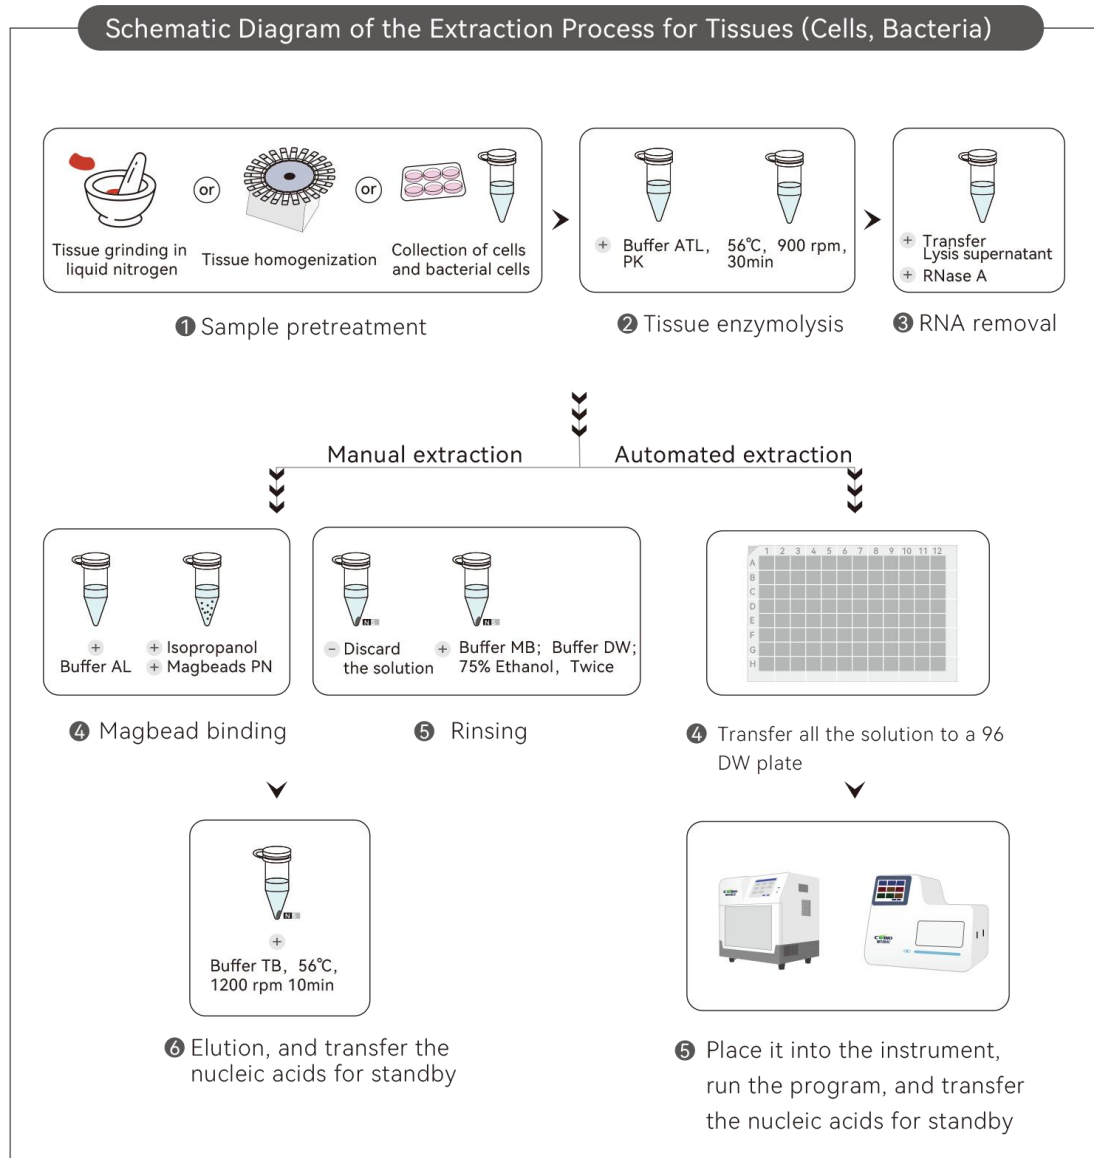 Schematic Diagram of the Extraction Process for Tissues (Cells, Bacteria)
or
or
Tissue grinding in
liquid nitrogen
Tissue homogenization
Collection of cells
and bacterial cells
+ Buffer ATL,
PK
56℃, 900 rpm,
30min
+ Transfer
Lysis supernatant
+ RNase A
1 Sample pretreatment
2 Tissue enzymolysis
3 RNA removal
Manual extraction
Automated extraction
+
Buffer AL
+ Isopropanol
+ Magbeads PN
N
− Discard
the solution
N
+ Buffer MB; Buffer DW;
75% Ethanol, Twice
1 2 3 4 5 6 7 8 9 10 11 12
A
B
C
D
E
F
G
H
4 Magbead binding
5 Rinsing
4 Transfer all the solution to a 96
DW plate
N
+
Buffer TB, 56℃,
1200 rpm 10min
6 Elution, and transfer the
nucleic acids for standby
5 Place it into the instrument,
run the program, and transfer
the nucleic acids for standby